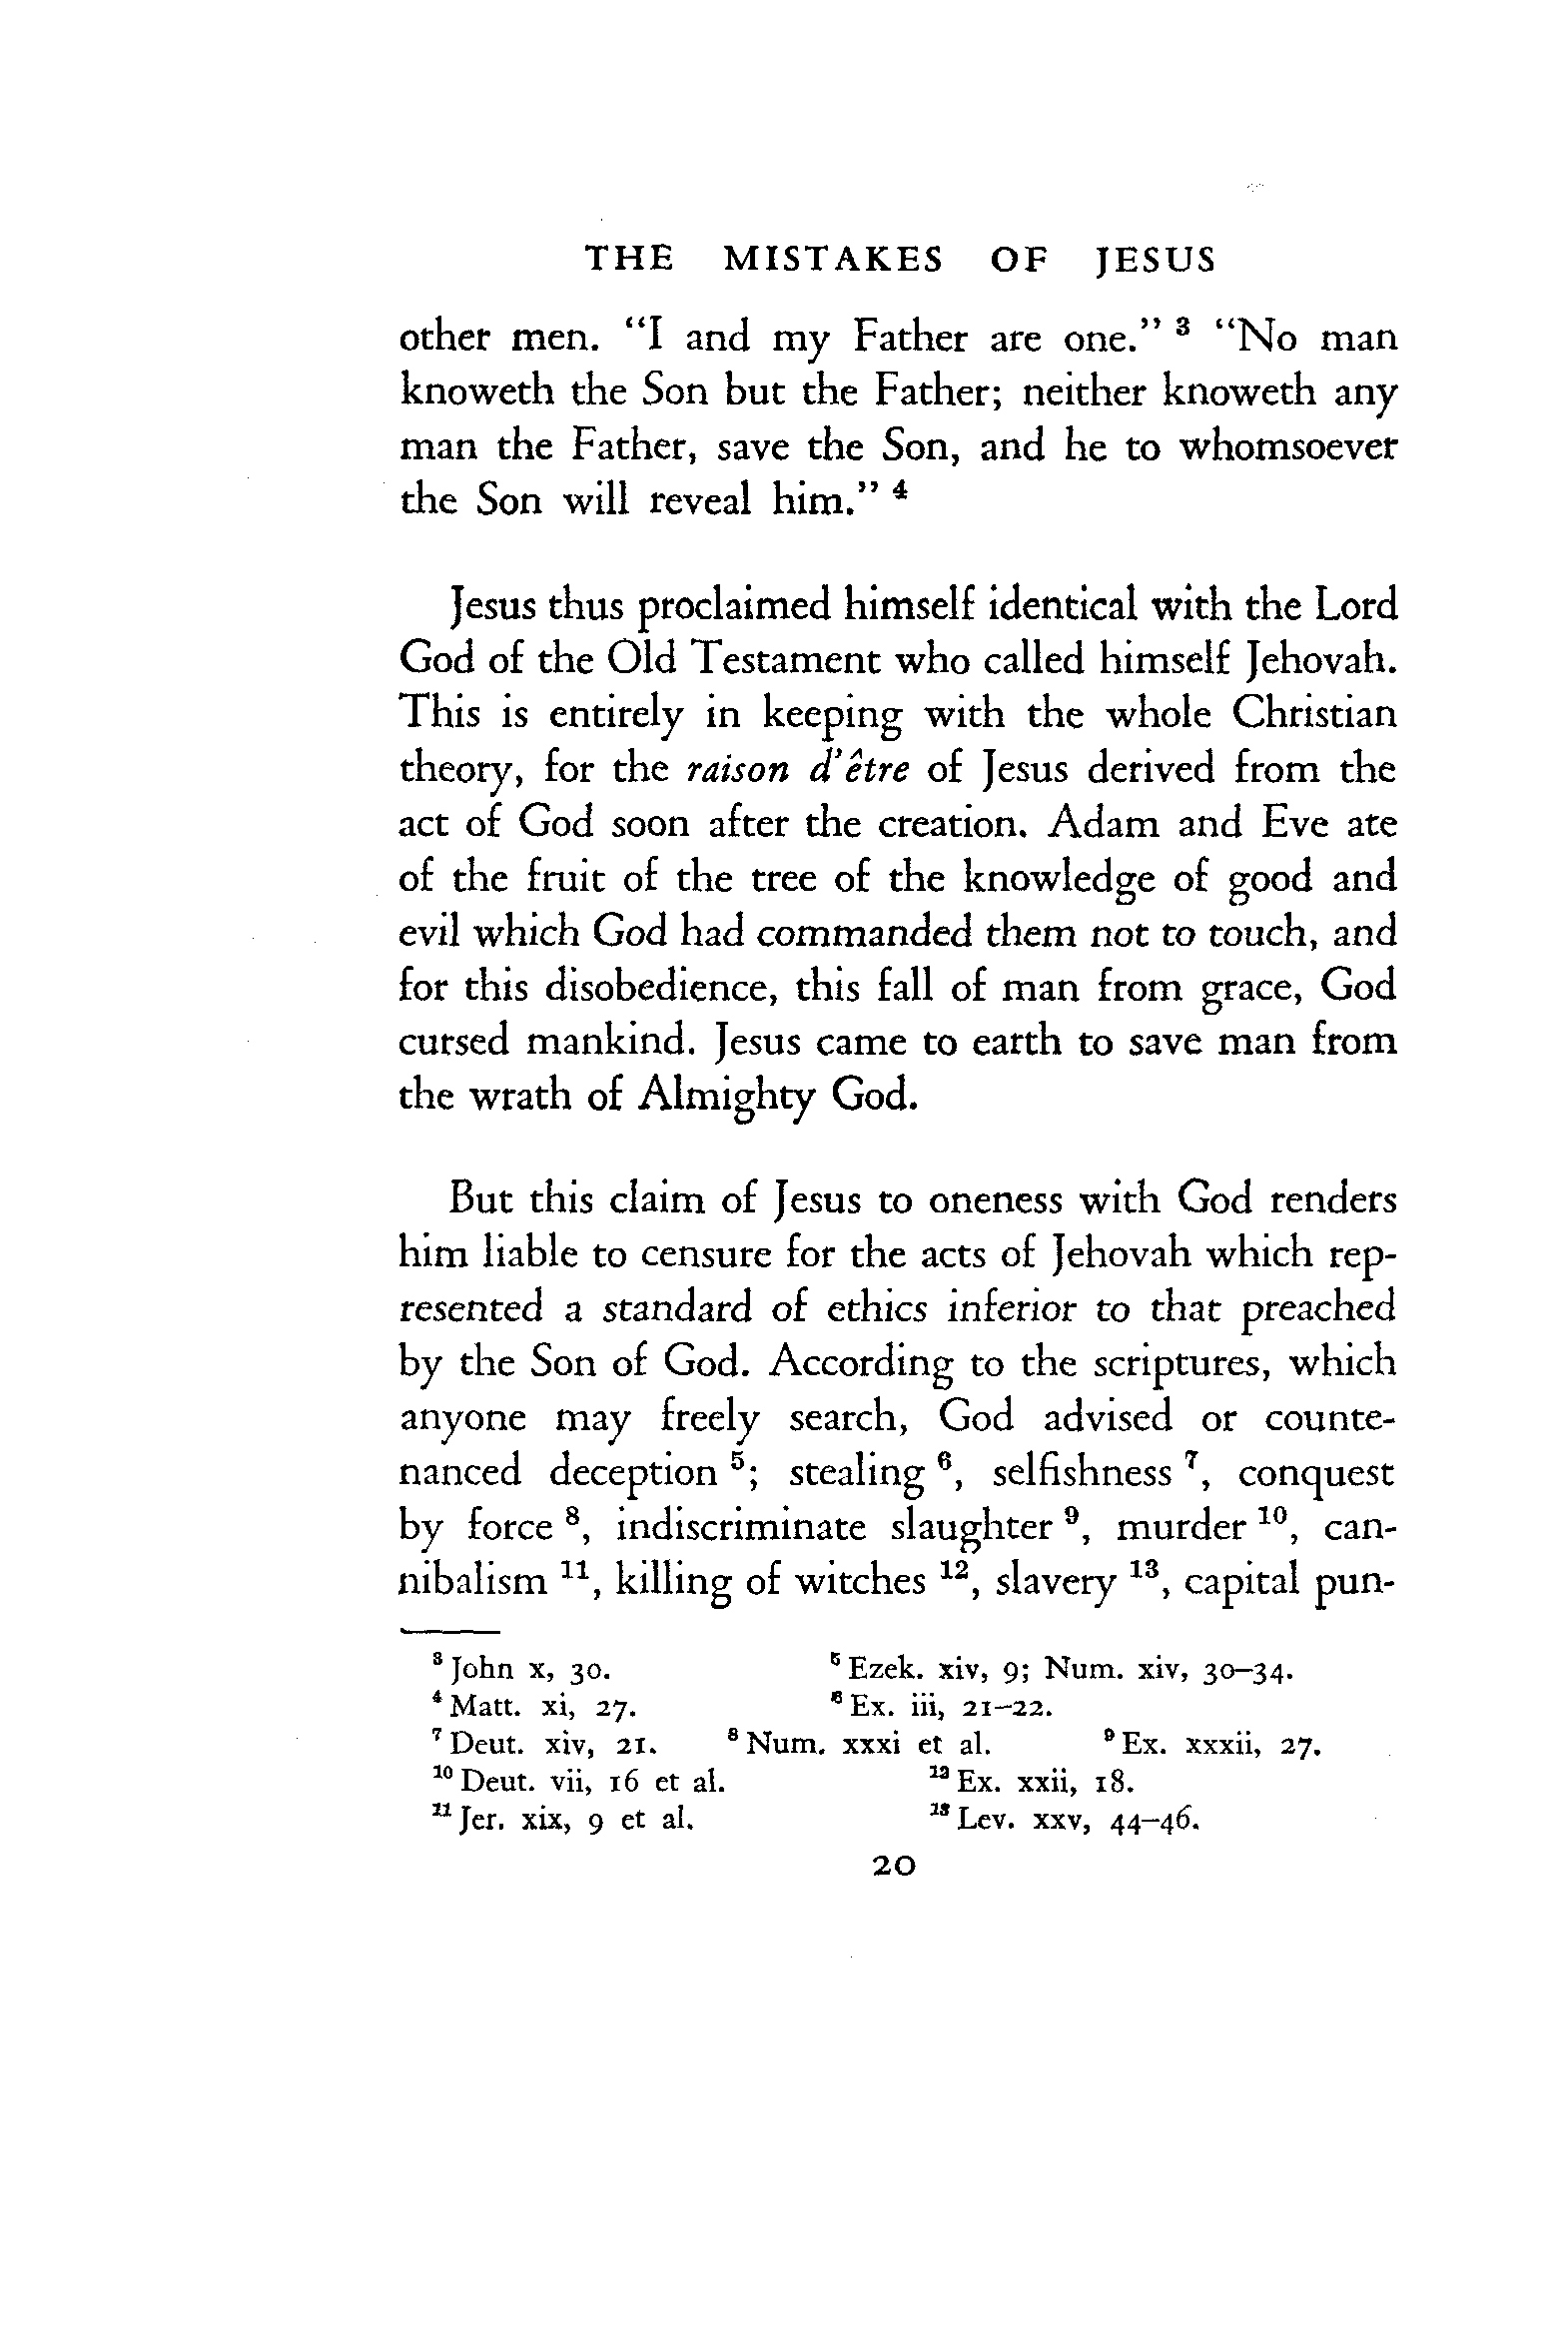 THE MISTAKES OF JESUS
other men. “I and my Father are one.” ³ “No man
knoweth the Son but the Father; neither knoweth any
man the Father, save the Son, and he to whomsoever
the Son will reveal him.” ⁴
Jesus thus proclaimed himself identical with the Lord
God of the Old Testament who called himself Jehovah.
This is entirely in keeping with the whole Christian
theory, for the raison d’être of Jesus derived from the
act of God soon after the creation. Adam and Eve ate
of the fruit of the tree of the knowledge of good and
evil which God had commanded them not to touch, and
for this disobedience, this fall of man from grace, God
cursed mankind. Jesus came to earth to save man from
the wrath of Almighty God.
But this claim of Jesus to oneness with God renders
him liable to censure for the acts of Jehovah which rep-
resented a standard of ethics inferior to that preached
by the Son of God. According to the scriptures, which
anyone may freely search, God advised or counte-
nanced deception ⁵; stealing ⁶, selfishness ⁷, conquest
by force ⁸, indiscriminate slaughter ⁹, murder ¹⁰, can-
nibalism ¹¹, killing of witches ¹², slavery ¹³, capital pun-
³ John x, 30. ⁵ Ezek. xiv, 9; Num. xiv, 30–34.
⁴ Matt. xi, 27. ⁶ Ex. iii, 21–22.
⁷ Deut. xiv, 21. ⁸ Num. xxxi et al. ⁹ Ex. xxxii, 27.
¹⁰ Deut. vii, 16 et al. ¹² Ex. xxii, 18.
¹¹ Jer. xix, 9 et al. ¹³ Lev. xxv, 44–46.
20